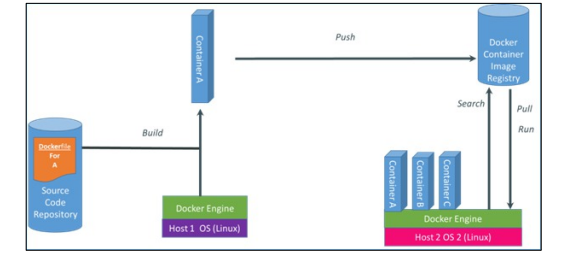 Container A
Push
Docker
Container
Image
Registry
Search
Pull
Run
Build
Dockerfile
For
A
Source
Code
Repository
Docker Engine
Host 1 OS (Linux)
Container A
Container B
Container C
Docker Engine
Host 2 OS 2 (Linux)